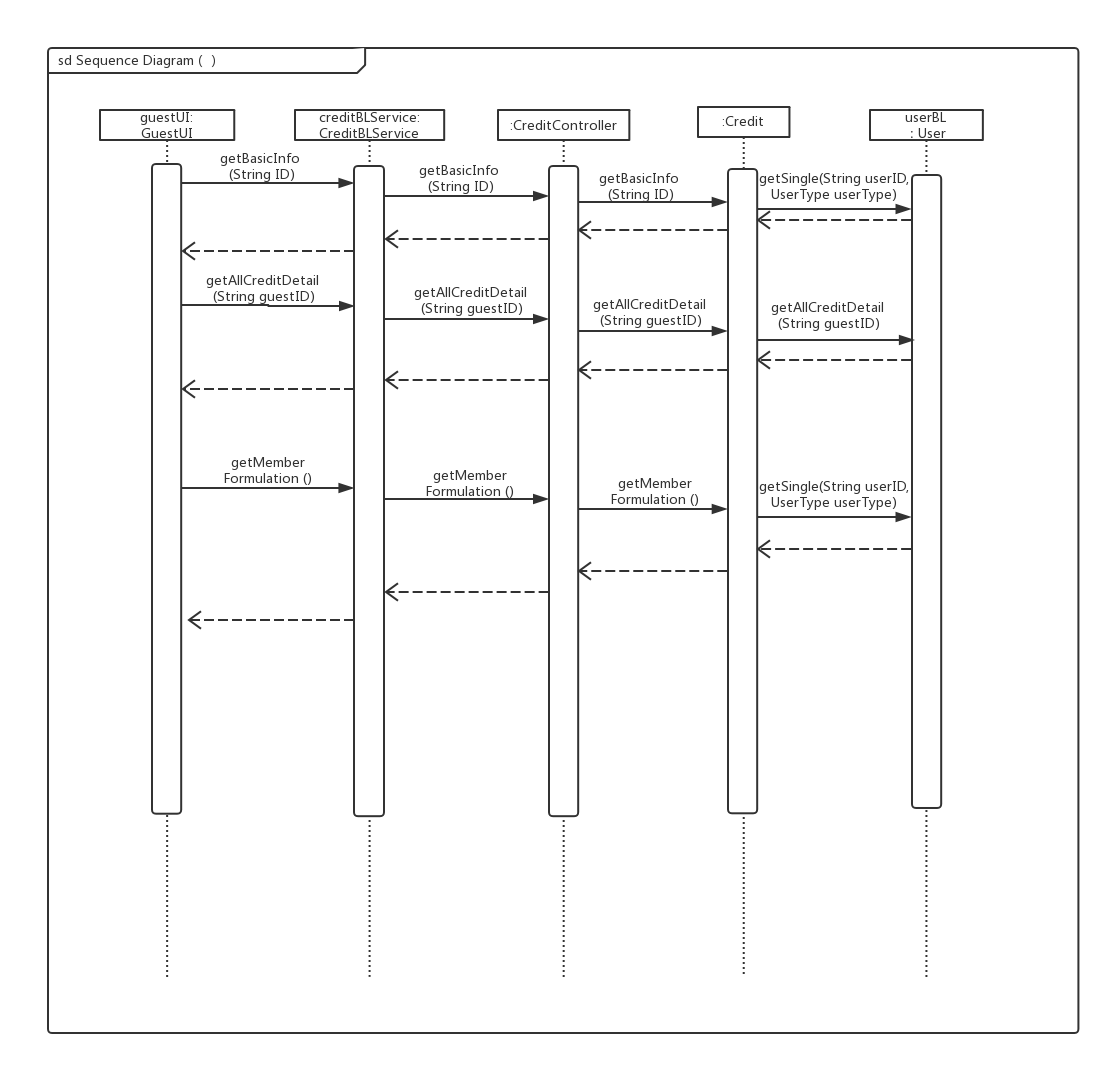 sd Sequence Diagram (  )
guestUI:
GuestUI
creditBLService:
CreditBLService
:CreditController
:Credit
userBL
: User
getBasicInfo
(String ID)
getBasicInfo
(String ID)
getBasicInfo
(String ID)
getSingle(String userID,
UserType userType)
getAllCreditDetail
(String guestID)
getAllCreditDetail
(String guestID)
getAllCreditDetail
(String guestID)
getAllCreditDetail
(String guestID)
getMember
Formulation ()
getMember
Formulation ()
getMember
Formulation ()
getSingle(String userID,
UserType userType)